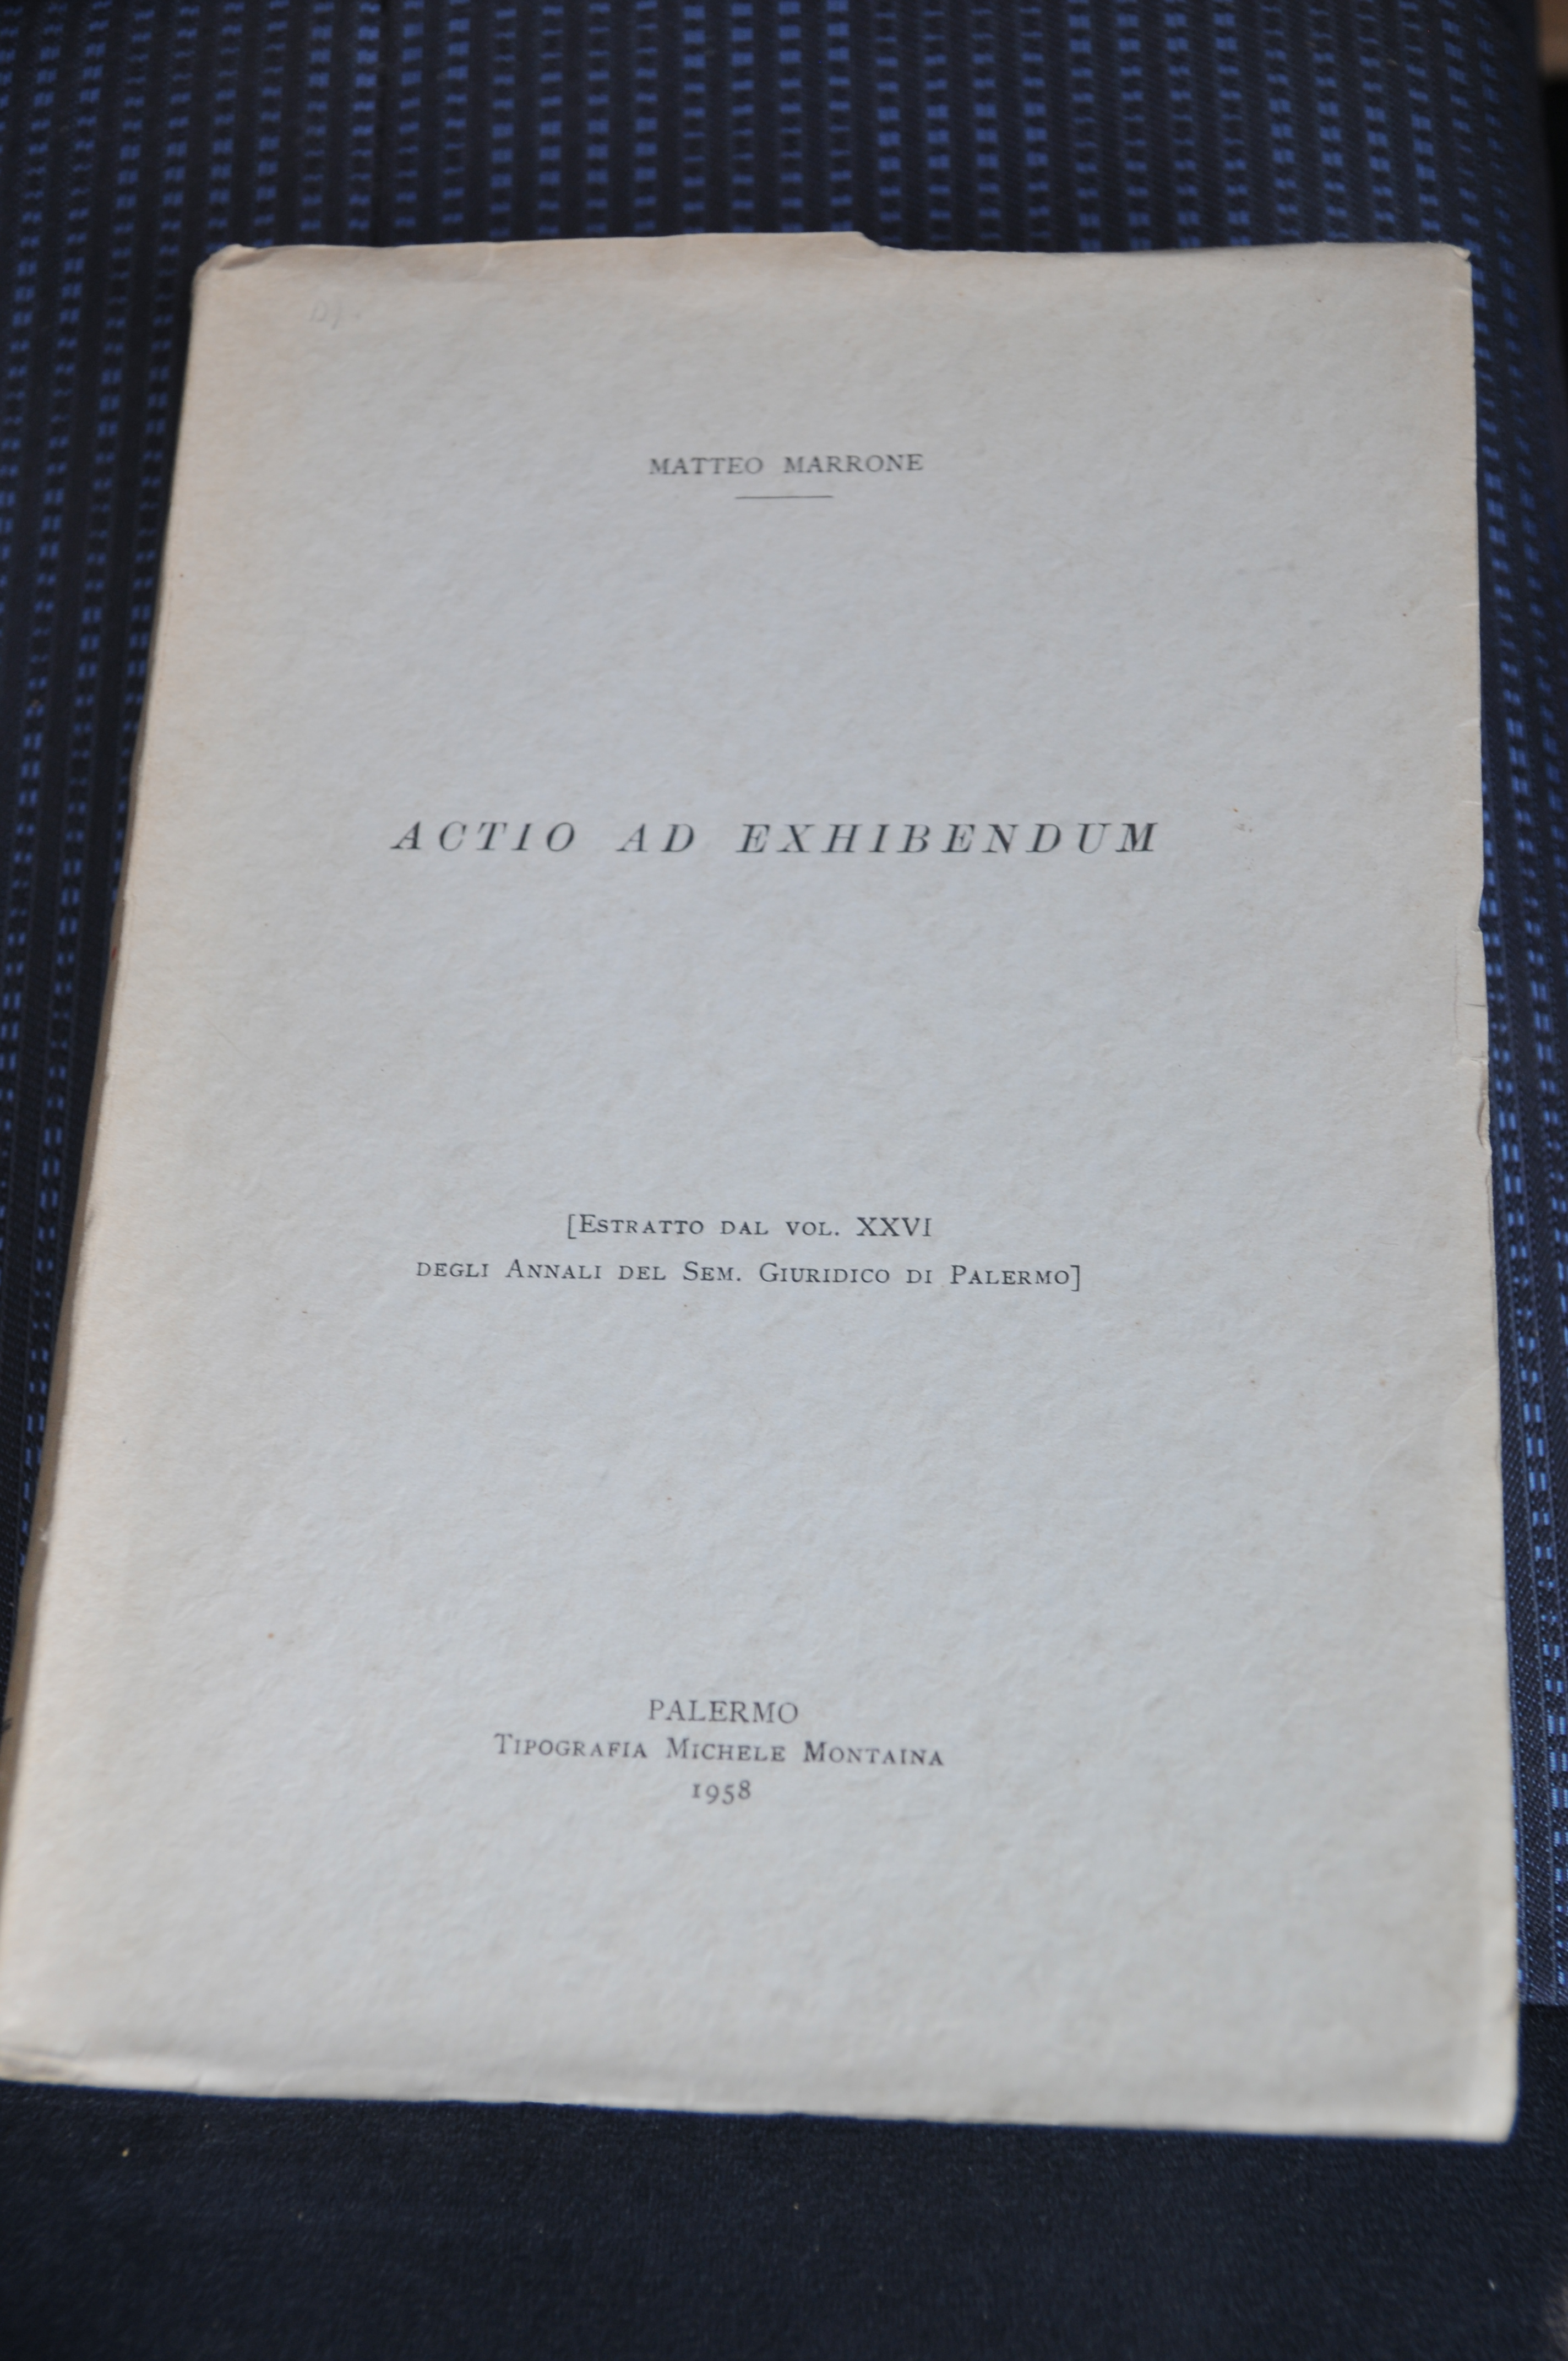 MATTEO MARRONE
ACTIO AD EXHIBENDUM
[Estratto dal vol. XXVI
degli Annali del Sem. Giuridico di Palermo]
PALERMO
Tipografia Michele Montaina
1958